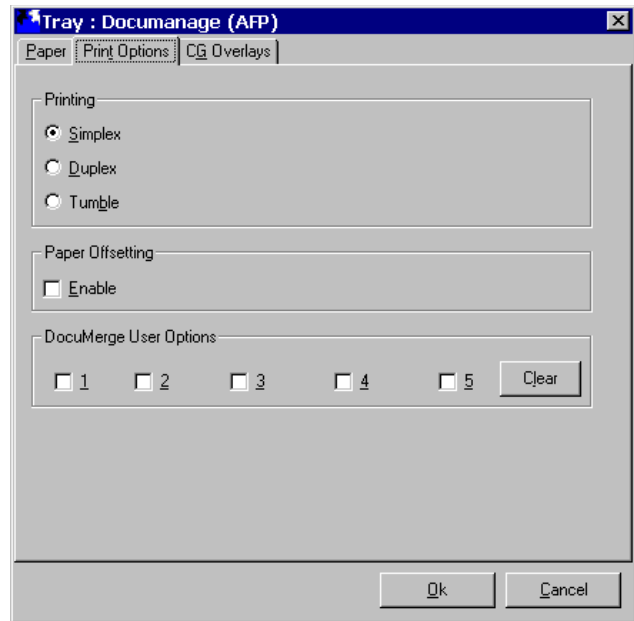 Tray : Documanage (AFP)
Paper Print Options CG Overlays
Printing
Simplex
Duplex
Tumble
Paper Offsetting
Enable
DocuMerge User Options
1 2 3 4 5 Clear
Ok Cancel